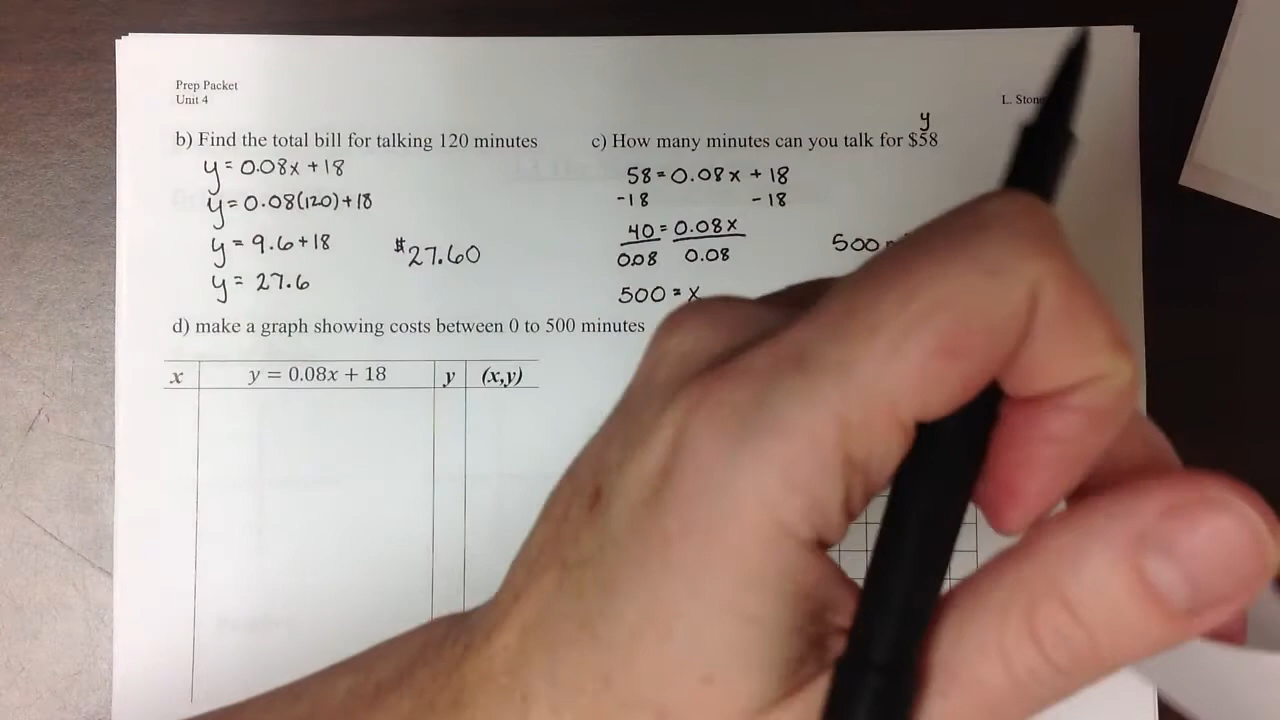 Prep Packet
Unit 4
L. Stone
b) Find the total bill for talking 120 minutes
y = 0.08x + 18
y = 0.08(120) + 18
y = 9.6 + 18
y = 27.6
$27.60
y
c) How many minutes can you talk for $58
58 = 0.08x + 18
-18 - 18
40 = 0.08x
0.08 0.08
500 = x
500
d) make a graph showing costs between 0 to 500 minutes
x y = 0.08x + 18 y (x,y)